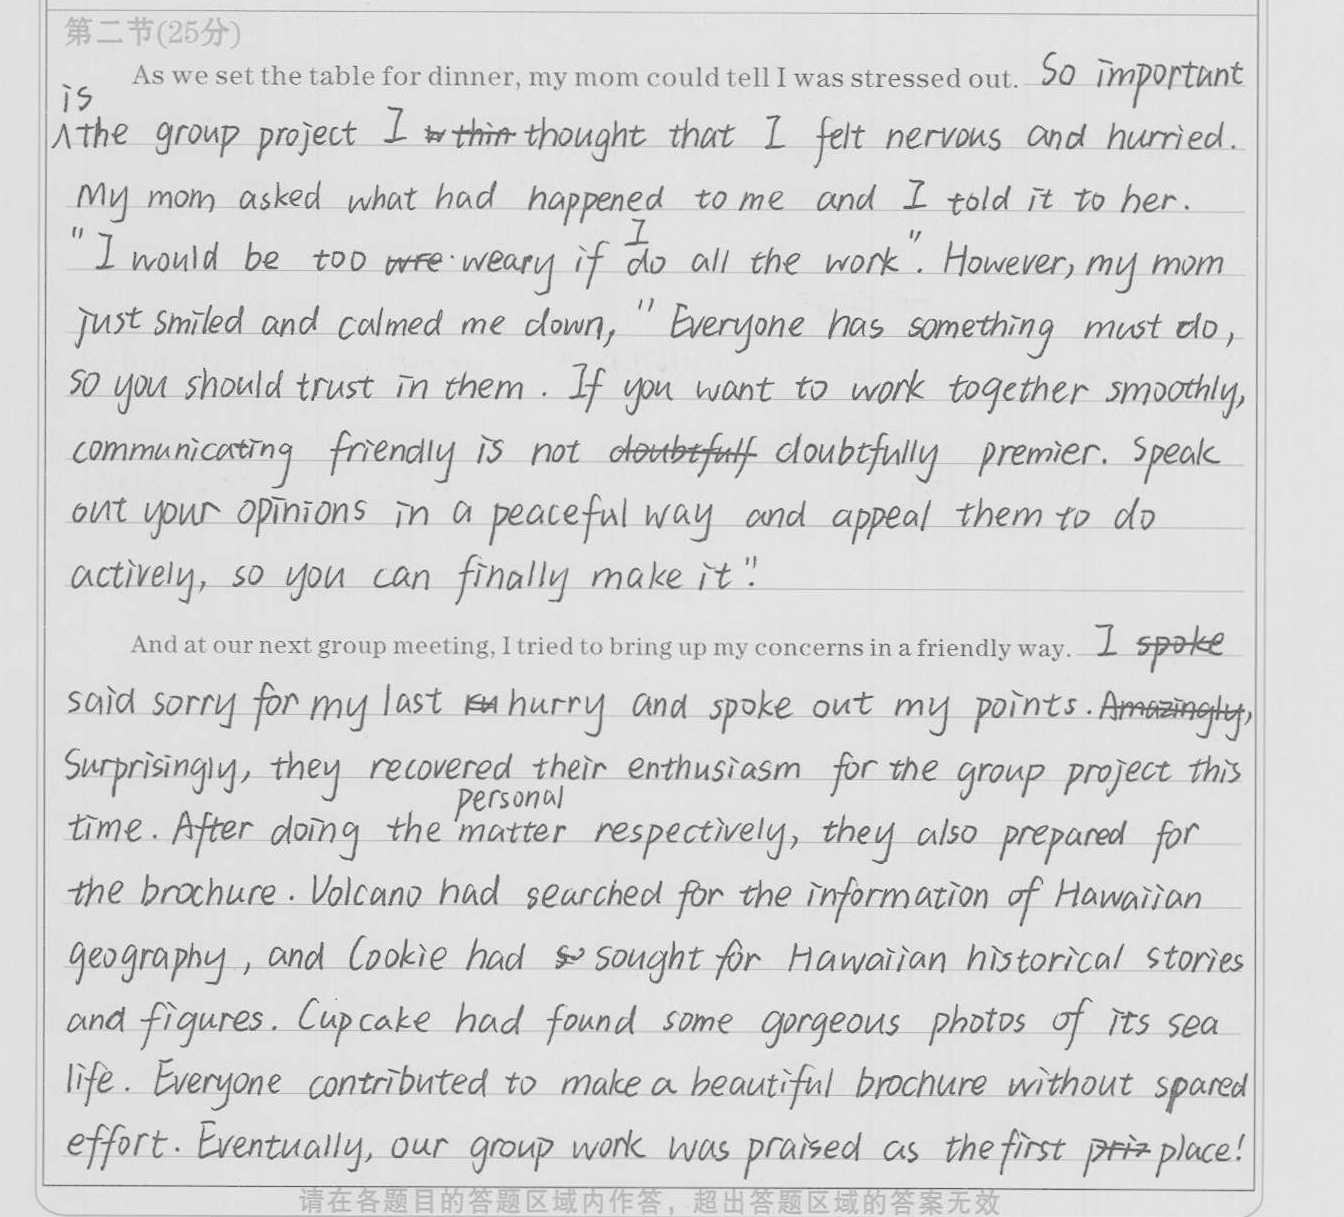 第二节(25分)
As we set the table for dinner, my mom could tell I was stressed out. So important
is
∧the group project I thought that I felt nervous and hurried.
My mom asked what had happened to me and I told it to her.
"I would be too weary if I do all the work". However, my mom
just smiled and calmed me down, "Everyone has something must do,
so you should trust in them. If you want to work together smoothly,
communicating friendly is not doubtfully premier. Speak
out your opinions in a peaceful way and appeal them to do
actively, so you can finally make it".
And at our next group meeting, I tried to bring up my concerns in a friendly way. I spoke
said sorry for my last hurry and spoke out my points. Amazingly,
Surprisingly, they recovered their enthusiasm for the group project this
time. After doing the personal matter respectively, they also prepared for
the brochure. Volcano had searched for the information of Hawaiian
geography, and Cookie had sought for Hawaiian historical stories
and figures. Cupcake had found some gorgeous photos of its sea
life. Everyone contributed to make a beautiful brochure without spared
effort. Eventually, our group work was praised as the first place!
请在各题目的答题区域内作答，超出答题区域的答案无效